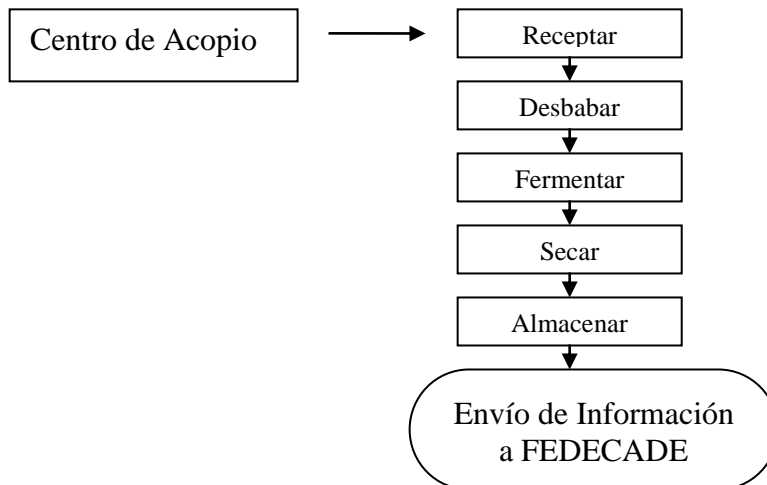 Centro de Acopio
Receptar
Desbabar
Fermentar
Secar
Almacenar
Envío de Información
a FEDECADE